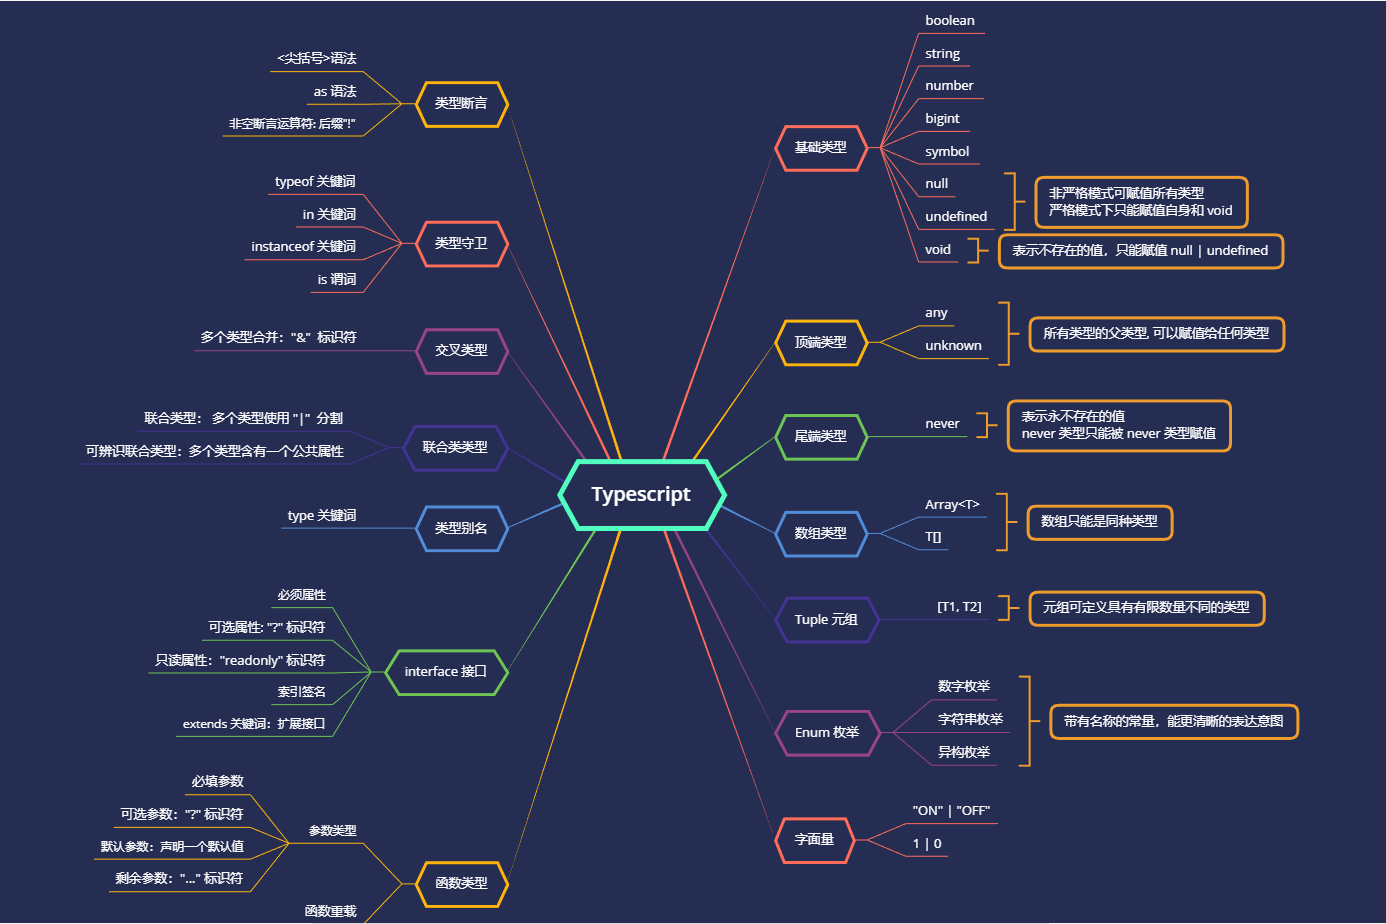 Typescript
类型断言
<尖括号>语法
as 语法
非空断言运算符: 后缀"!"
类型守卫
typeof 关键词
in 关键词
instanceof 关键词
is 谓词
交叉类型
多个类型合并："&" 标识符
联合类类型
联合类型： 多个类型使用 "|" 分割
可辨识联合类型：多个类型含有一个公共属性
类型别名
type 关键词
interface 接口
必须属性
可选属性: "?" 标识符
只读属性："readonly" 标识符
索引签名
extends 关键词：扩展接口
函数类型
参数类型
必填参数
可选参数："?" 标识符
默认参数：声明一个默认值
剩余参数："..." 标识符
函数重载
基础类型
boolean
string
number
bigint
symbol
null
undefined
非严格模式可赋值所有类型
严格模式下只能赋值自身和 void
void
表示不存在的值，只能赋值 null | undefined
顶端类型
any
unknown
所有类型的父类型, 可以赋值给任何类型
尾端类型
never
表示永不存在的值
never 类型只能被 never 类型赋值
数组类型
Array<T>
T[]
数组只能是同种类型
Tuple 元组
[T1, T2]
元组可定义具有有限数量不同的类型
Enum 枚举
数字枚举
字符串枚举
异构枚举
带有名称的常量，能更清晰的表达意图
字面量
"ON" | "OFF"
1 | 0